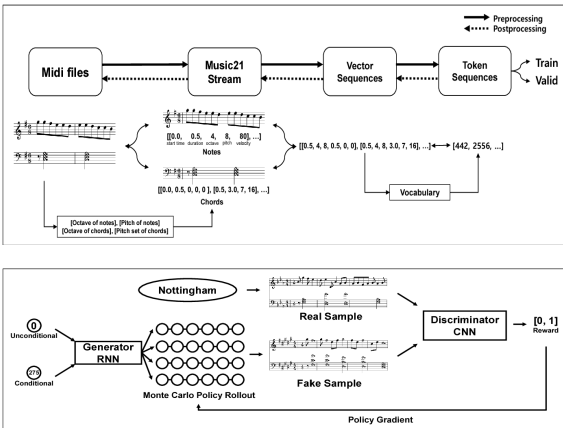 Preprocessing
Postprocessing
Midi files
Music21
Stream
Vector
Sequences
Token
Sequences
Train
Valid
[[0.0, 0.5, 4, 8, 80], ...]
start time duration octave pitch velocity
Notes
[[0.5, 4, 8, 0.5, 0, 0], [0.5, 4, 8, 3.0, 7, 16], ...]
[442, 2556, ...]
[[0.0, 0.5, 0, 0, 0 ], [0.5, 3.0, 7, 16], ...]
Chords
Vocabulary
[Octave of notes], [Pitch of notes]
[Octave of chords], [Pitch set of chords]
Nottingham
0
Unconditional
275
Conditional
Generator
RNN
Monte Carlo Policy Rollout
Real Sample
Fake Sample
Discriminator
CNN
[0, 1]
Reward
Policy Gradient